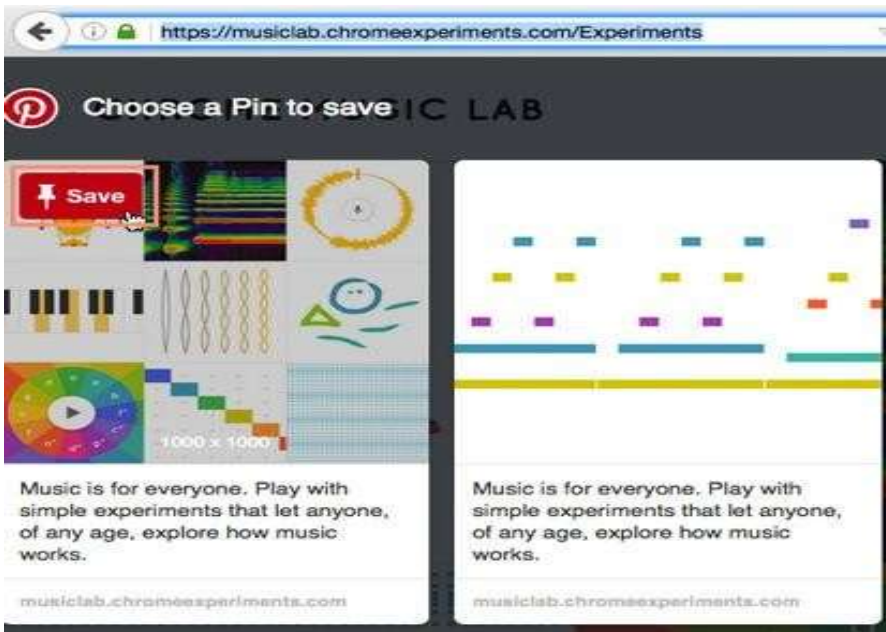 https://musiclab.chromeexperiments.com/Experiments
Choose a Pin to save
IC LAB
Save
1000 x 1000
Music is for everyone. Play with
simple experiments that let anyone,
of any age, explore how music
works.
musiclab.chromeexperiments.com
Music is for everyone. Play with
simple experiments that let anyone,
of any age, explore how music
works.
musiclab.chromeexperiments.com